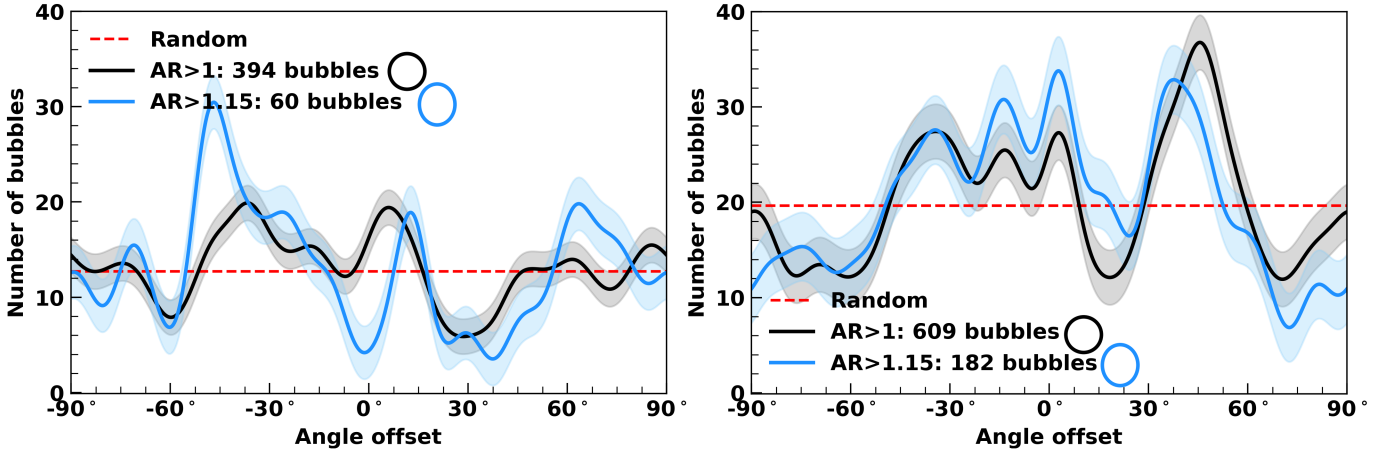 40
30
20
10
0
Number of bubbles
Random
AR>1: 394 bubbles
AR>1.15: 60 bubbles
-90° -60° -30° 0° 30° 60° 90°
Angle offset
40
30
20
10
0
Number of bubbles
Random
AR>1: 609 bubbles
AR>1.15: 182 bubbles
-90° -60° -30° 0° 30° 60° 90°
Angle offset